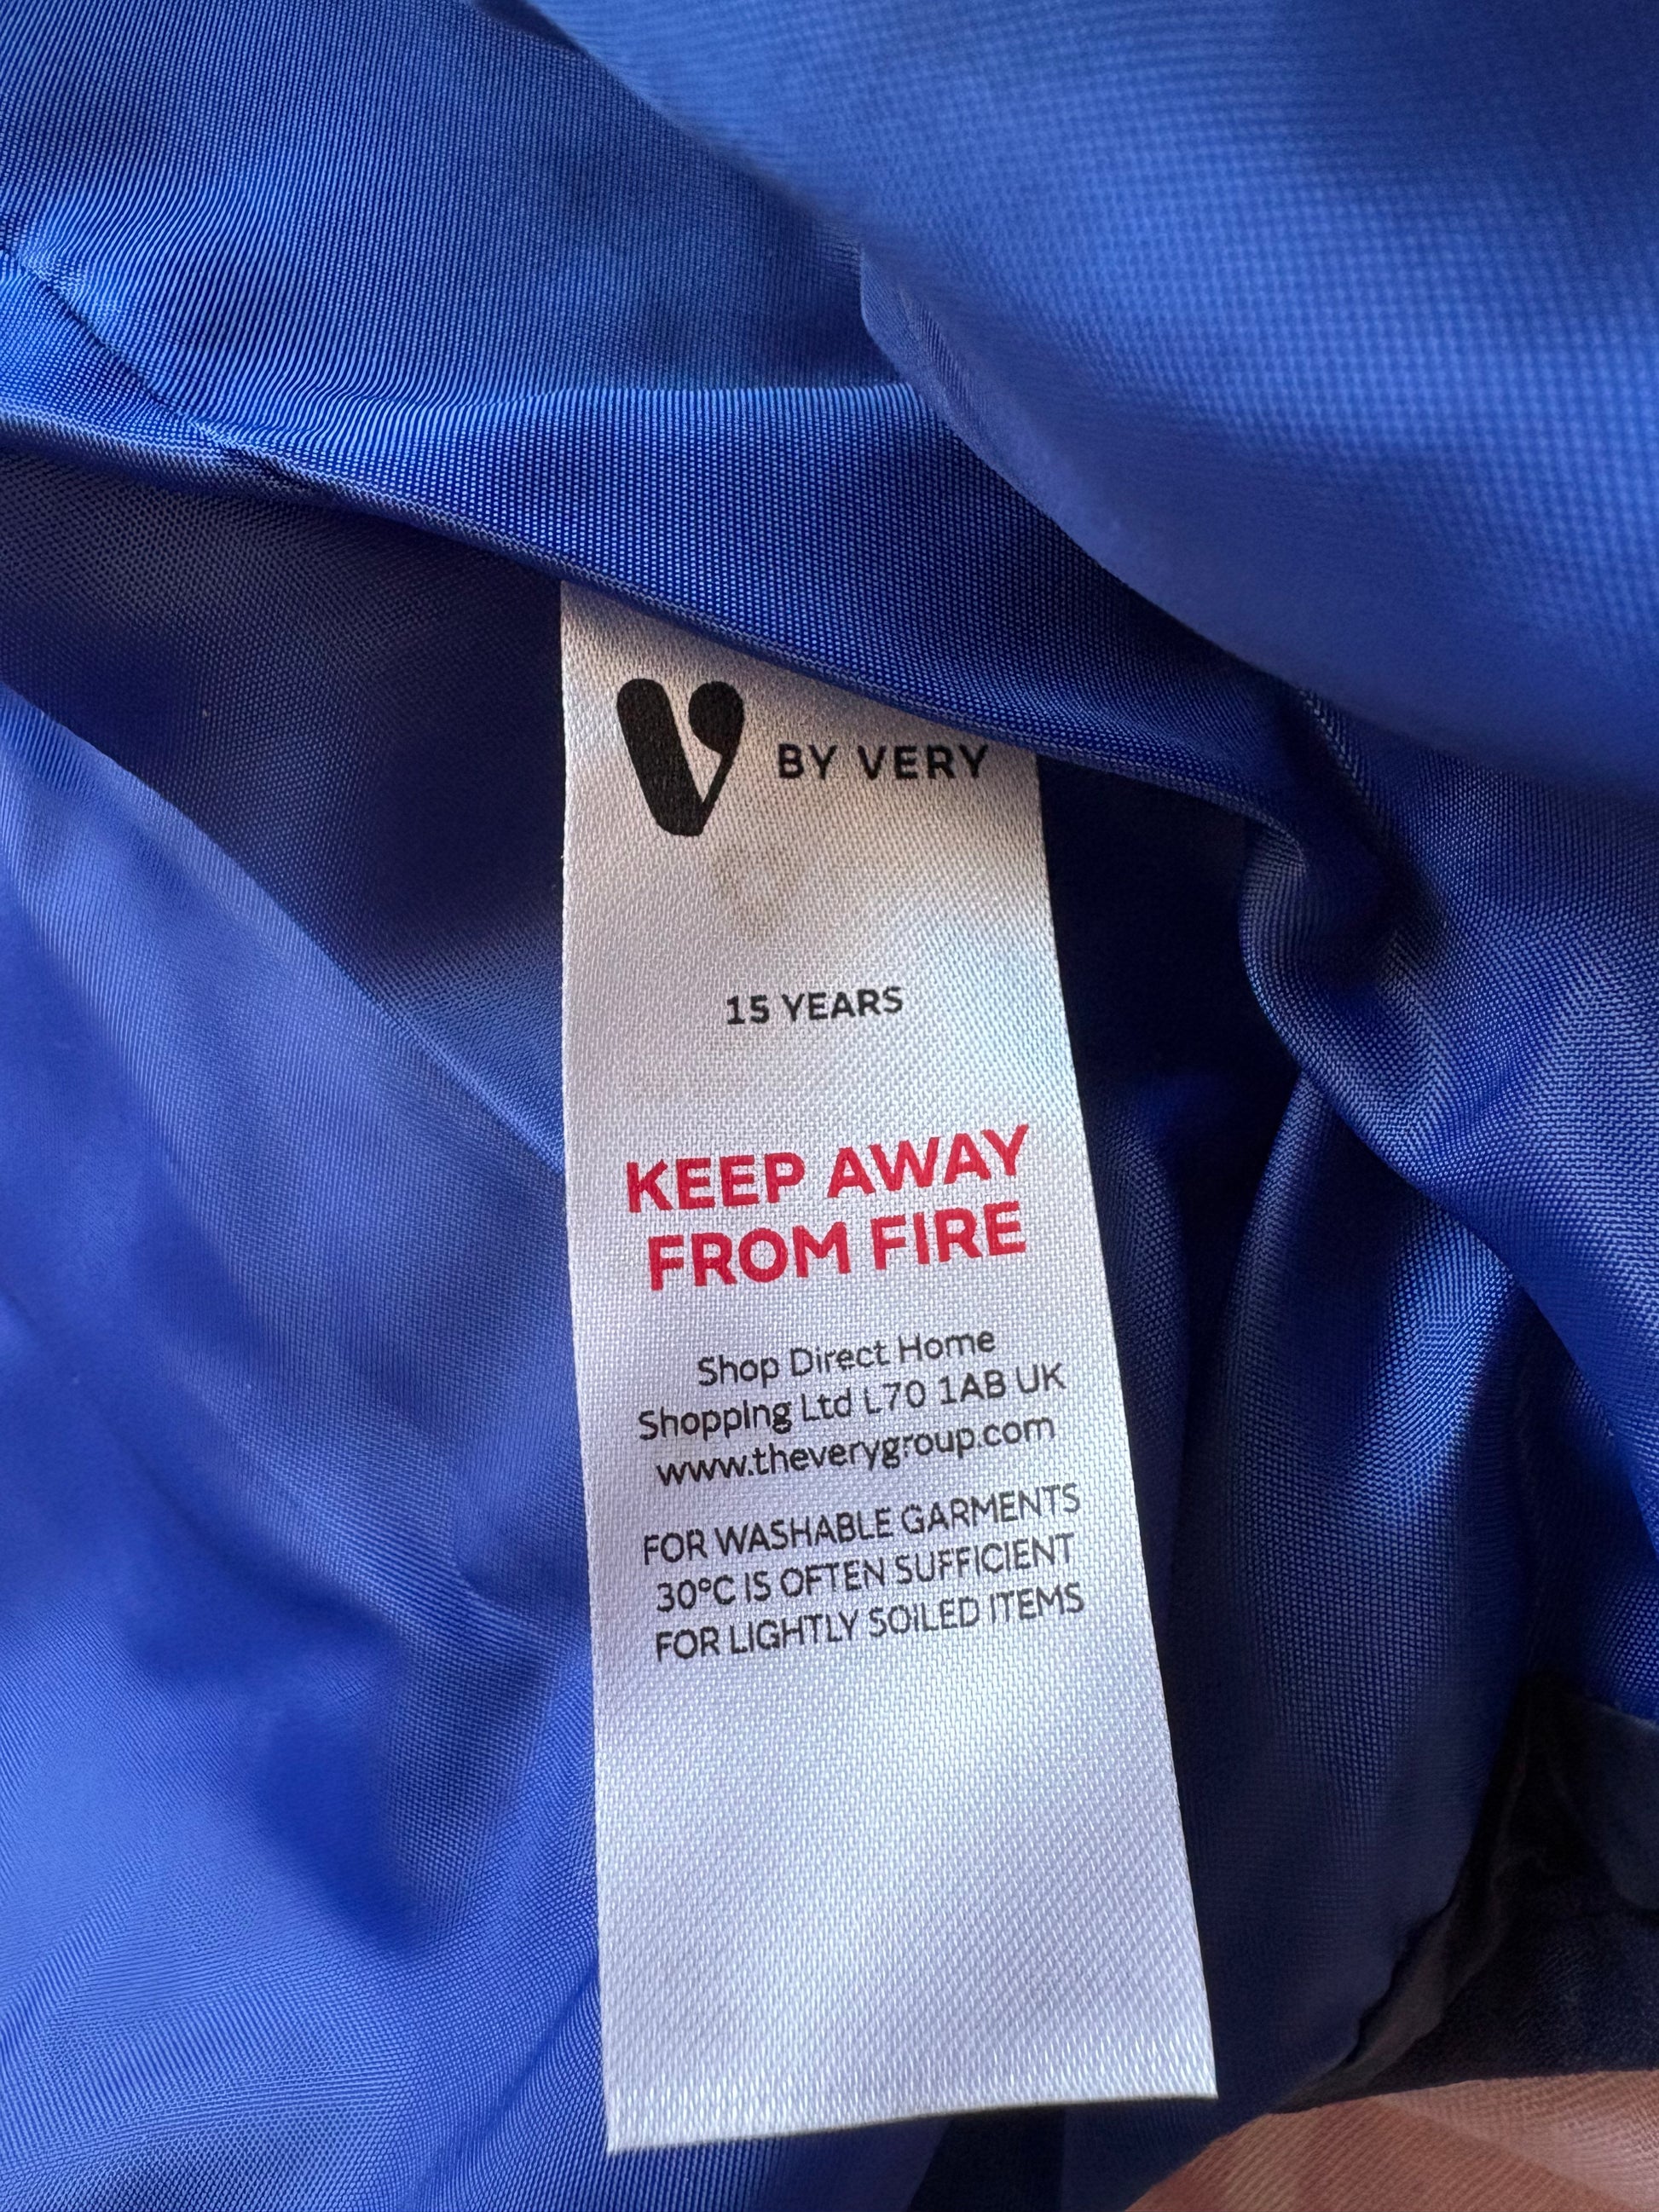 V BY VERY
15 YEARS
KEEP AWAY
FROM FIRE
Shop Direct Home
Shopping Ltd L70 1AB UK
www.theverygroup.com
FOR WASHABLE GARMENTS
30°C IS OFTEN SUFFICIENT
FOR LIGHTLY SOILED ITEMS